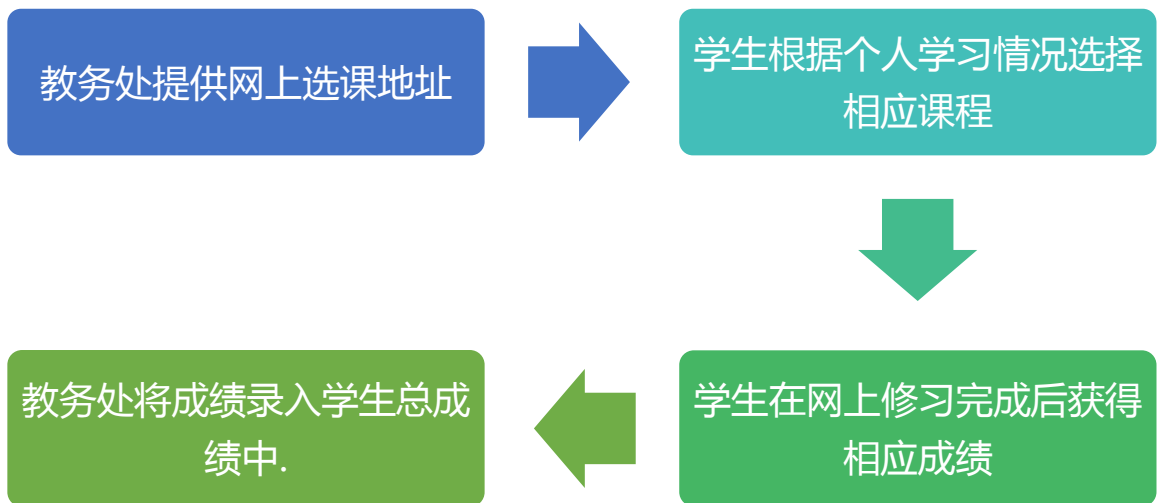 教务处提供网上选课地址
学生根据个人学习情况选择
相应课程
学生在网上修习完成后获得
相应成绩
教务处将成绩录入学生总成
绩中.